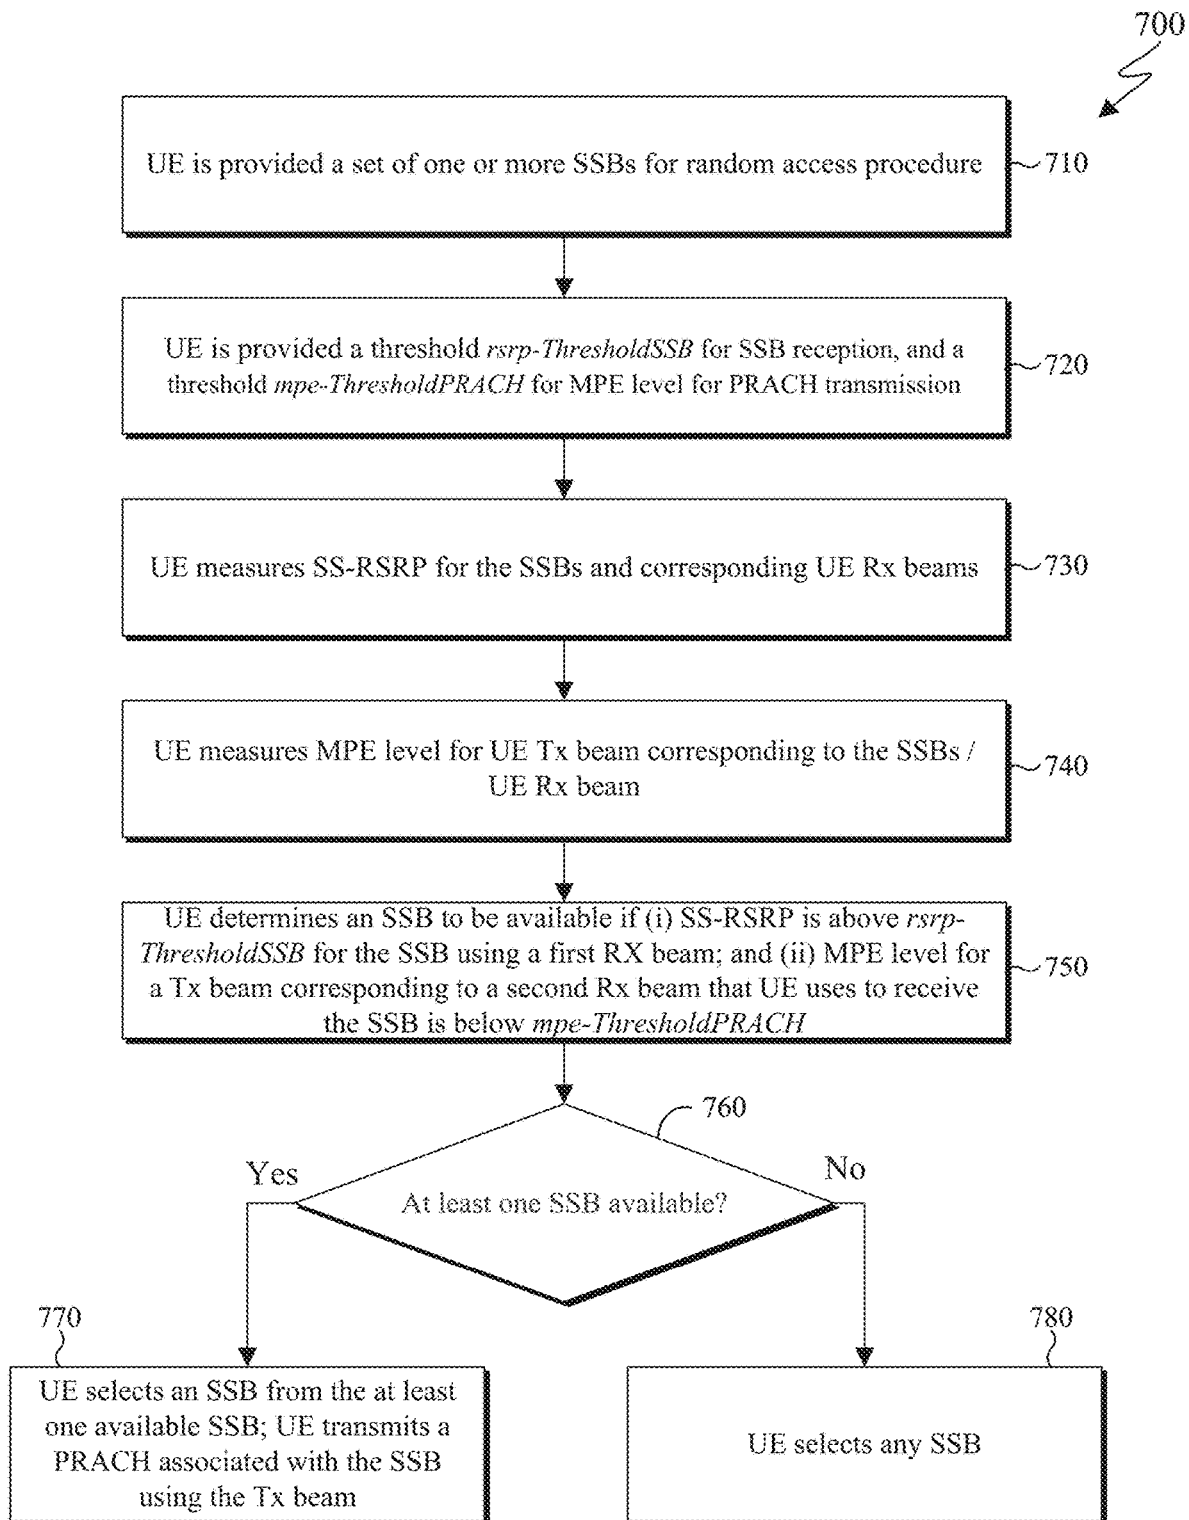 700
UE is provided a set of one or more SSBs for random access procedure
710
UE is provided a threshold rsrp-ThresholdSSB for SSB reception, and a
threshold mpe-ThresholdPRACH for MPE level for PRACH transmission
720
UE measures SS-RSRP for the SSBs and corresponding UE Rx beams
730
UE measures MPE level for UE Tx beam corresponding to the SSBs /
UE Rx beam
740
UE determines an SSB to be available if (i) SS-RSRP is above rsrp-
ThresholdSSB for the SSB using a first RX beam; and (ii) MPE level for
a Tx beam corresponding to a second Rx beam that UE uses to receive
the SSB is below mpe-ThresholdPRACH
750
760
Yes
No
At least one SSB available?
770
UE selects an SSB from the at least
one available SSB; UE transmits a
PRACH associated with the SSB
using the Tx beam
780
UE selects any SSB